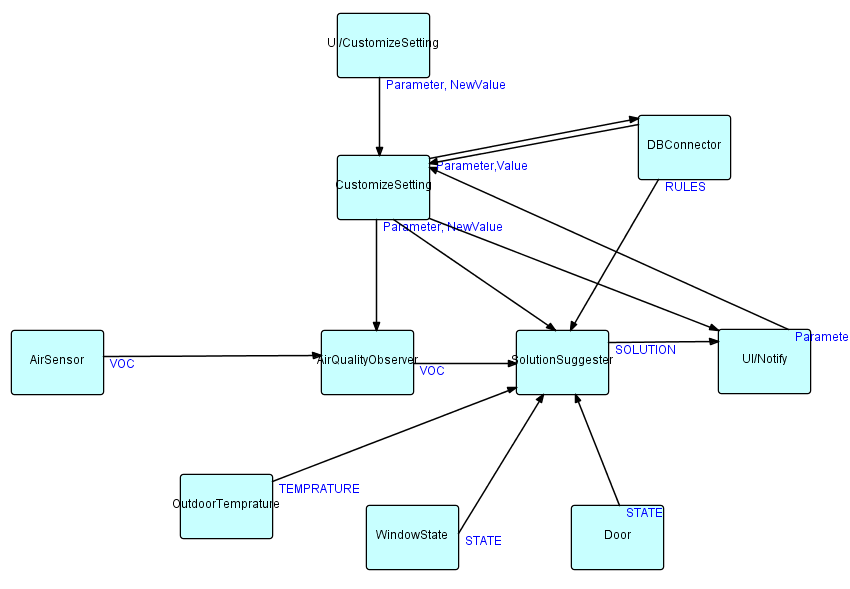 UI/CustomizeSetting
Parameter, NewValue
DBConnector
Parameter,Value
CustomizeSetting
RULES
Parameter, NewValue
AirSensor
VOC
AirQualityObserver
VOC
SolutionSuggester
SOLUTION
Paramete
UI/Notify
OutdoorTemprature
TEMPRATURE
WindowState
STATE
STATE
Door